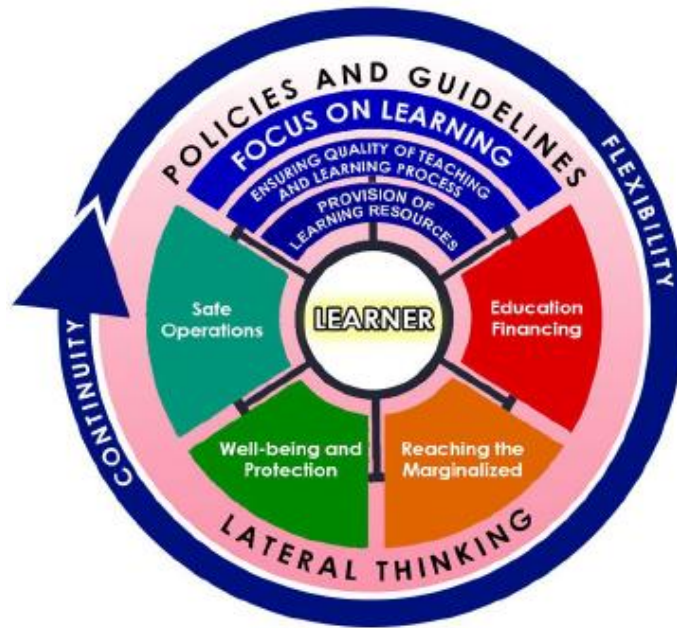 POLICIES AND GUIDELINES
FLEXIBILITY
FOCUS ON LEARNING
ENSURING QUALITY OF TEACHING
AND LEARNING PROCESS
PROVISION OF
LEARNING RESOURCES
Safe
Operations
LEARNER
Education
Financing
CONTINUITY
Well-being and
Protection
Reaching the
Marginalized
LATERAL THINKING